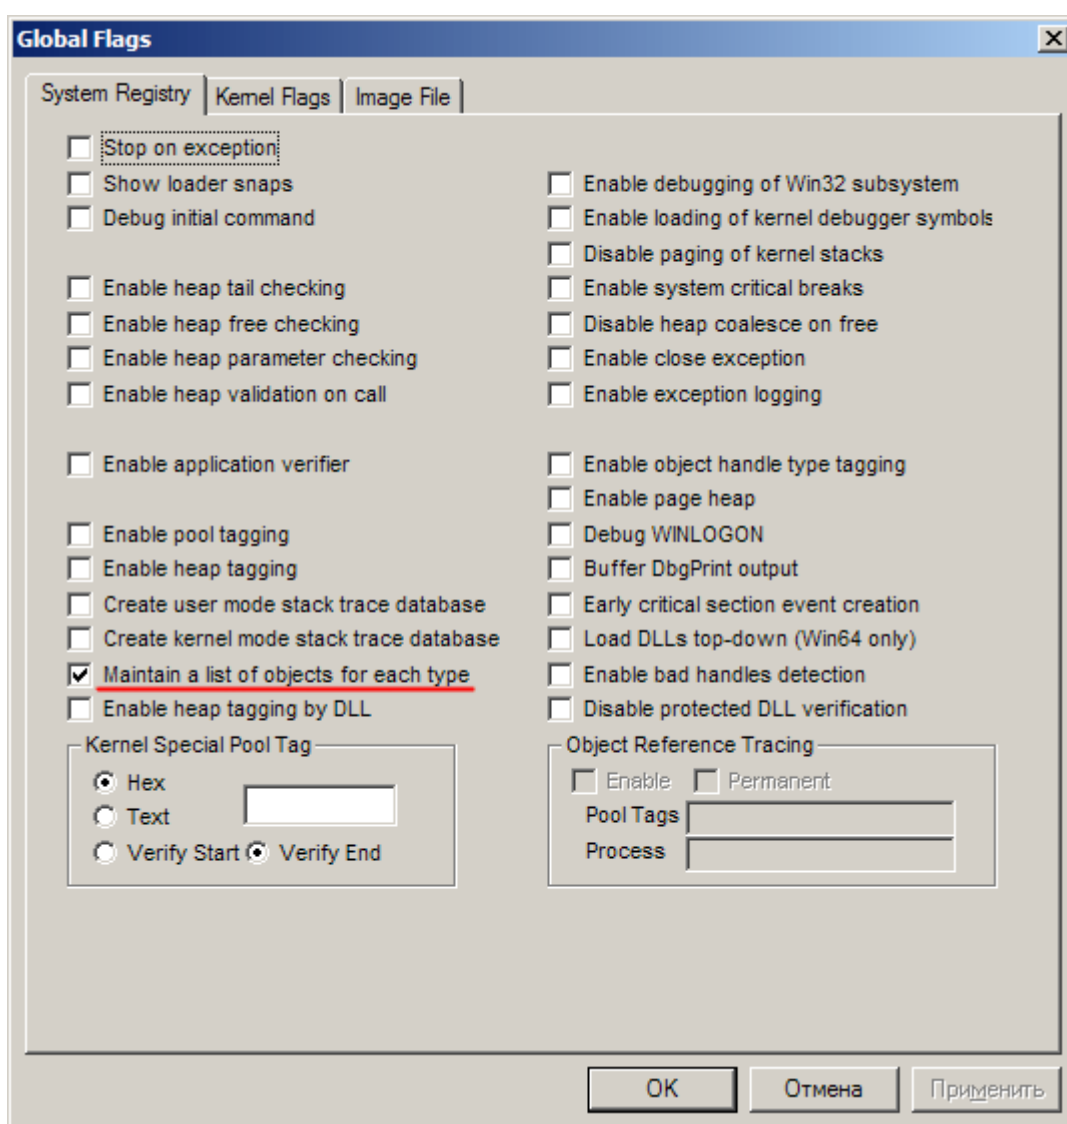 Global Flags
System Registry
Kernel Flags
Image File
Stop on exception
Show loader snaps
Debug initial command
Enable heap tail checking
Enable heap free checking
Enable heap parameter checking
Enable heap validation on call
Enable application verifier
Enable pool tagging
Enable heap tagging
Create user mode stack trace database
Create kernel mode stack trace database
Maintain a list of objects for each type
Enable heap tagging by DLL
Enable debugging of Win32 subsystem
Enable loading of kernel debugger symbols
Disable paging of kernel stacks
Enable system critical breaks
Disable heap coalesce on free
Enable close exception
Enable exception logging
Enable object handle type tagging
Enable page heap
Debug WINLOGON
Buffer DbgPrint output
Early critical section event creation
Load DLLs top-down (Win64 only)
Enable bad handles detection
Disable protected DLL verification
Kernel Special Pool Tag
Hex
Text
Verify Start
Verify End
Object Reference Tracing
Enable
Permanent
Pool Tags
Process
OK
Отмена
Применить